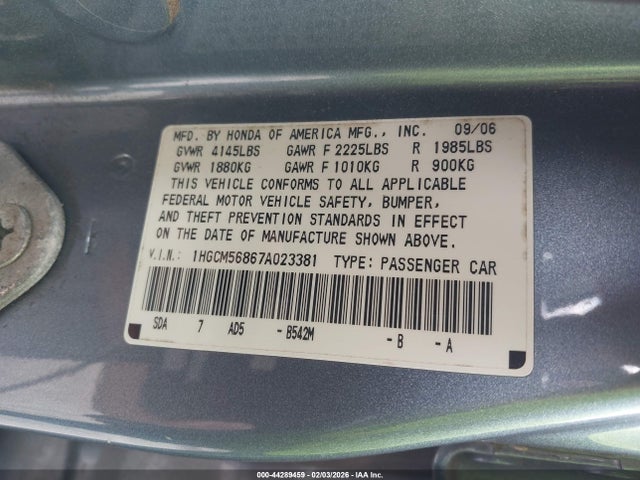 MFD. BY HONDA OF AMERICA MFG., INC. 09/06
GVWR 4145LBS GAWR F 2225LBS R 1985LBS
GVWR 1880KG GAWR F 1010KG R 900KG
THIS VEHICLE CONFORMS TO ALL APPLICABLE
FEDERAL MOTOR VEHICLE SAFETY, BUMPER,
AND THEFT PREVENTION STANDARDS IN EFFECT
ON THE DATE OF MANUFACTURE SHOWN ABOVE.
V.I.N.: 1HGCM56867A023381 TYPE: PASSENGER CAR
SDA 7 AD5 -B542M -B -A
000-44289459 - 02/03/2026 - IAA Inc.